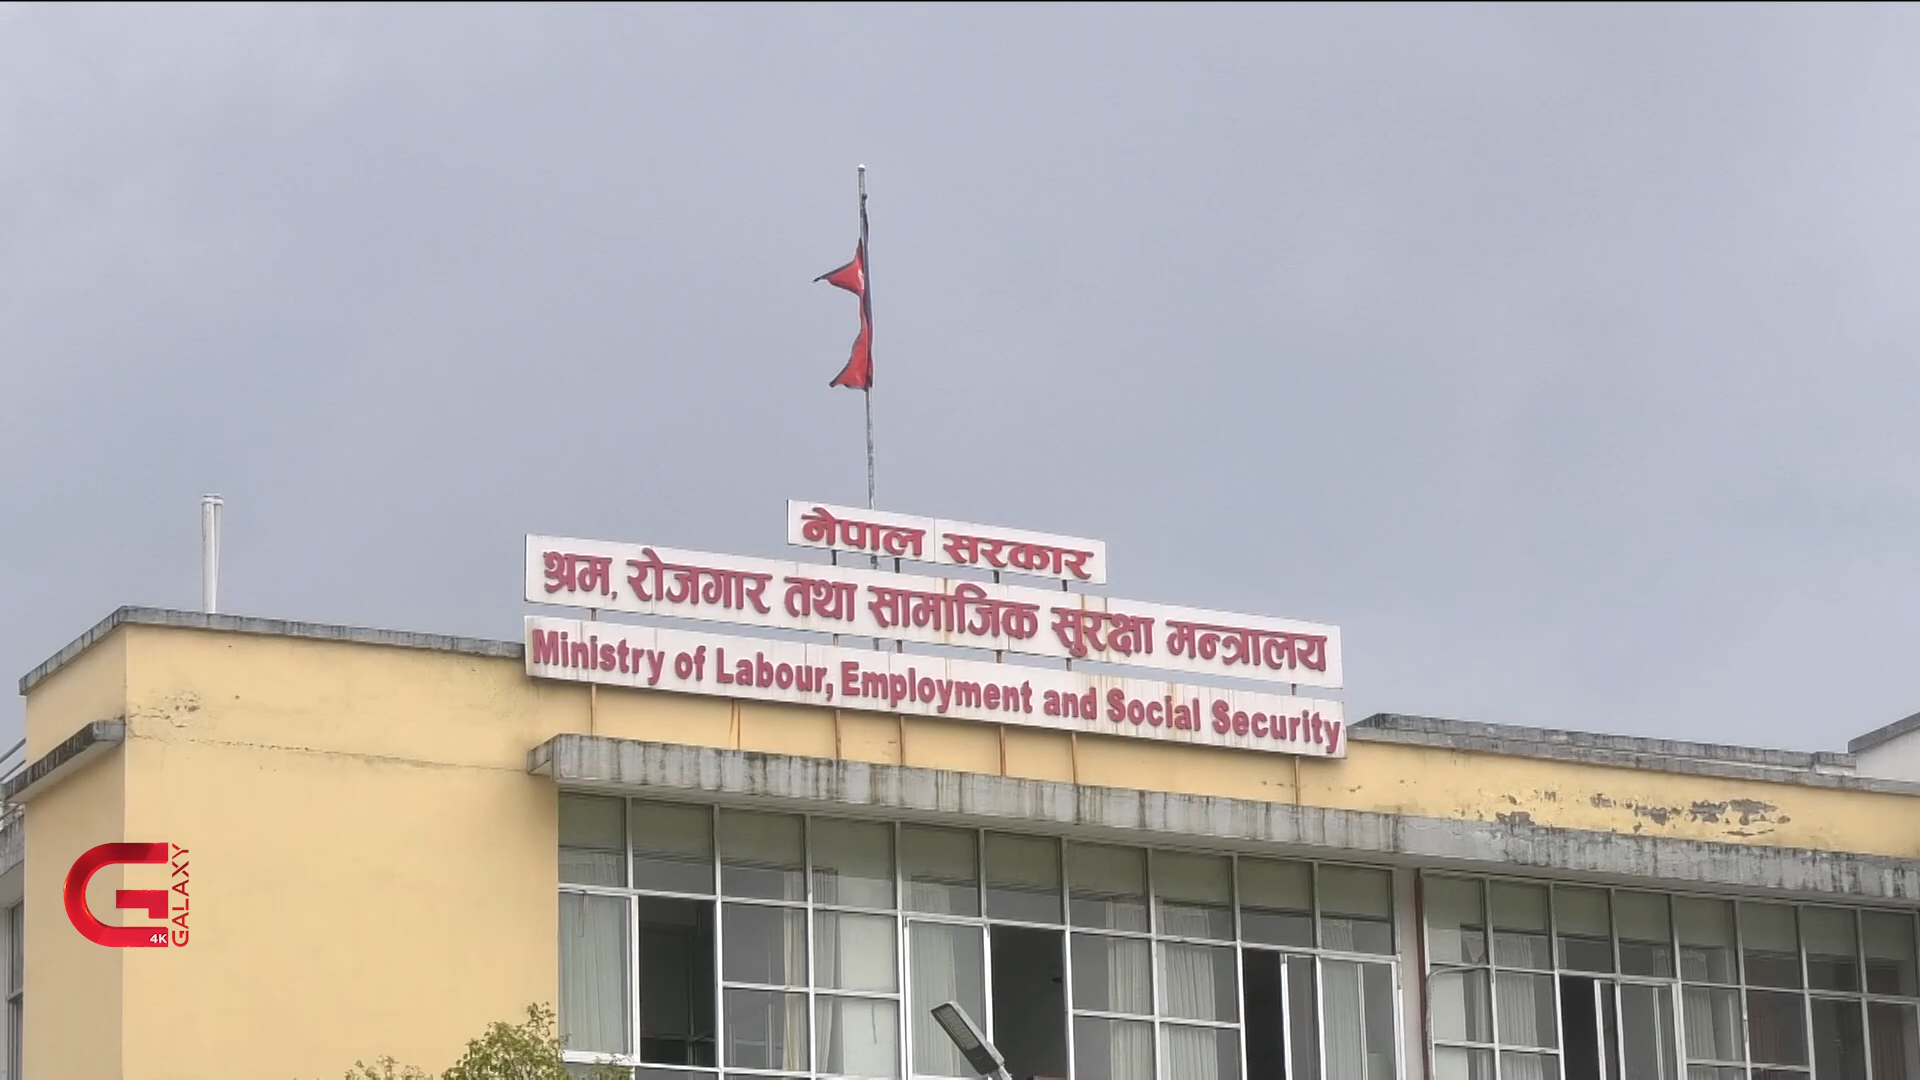 नेपाल सरकार
श्रम, रोजगार तथा सामाजिक सुरक्षा मन्त्रालय
Ministry of Labour, Employment and Social Security
G
4K
GALAXY